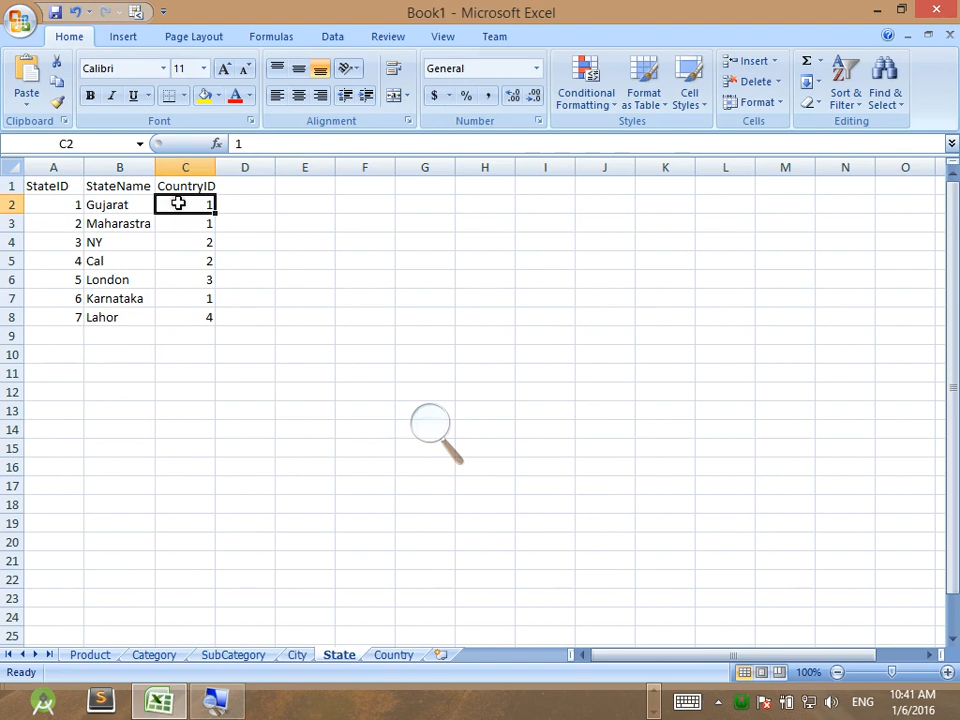 Book1 - Microsoft Excel
Home Insert Page Layout Formulas Data Review View Team
Paste
Calibri 11 A A
B I U A
General
$ % , .0 .00 .00 .0
Conditional Formatting
Format as Table
Cell Styles
Insert
Delete
Format
Σ
Sort & Filter
Find & Select
Clipboard Font Alignment Number Styles Cells Editing
C2 fx 1
A B C D E F G H I J K L M N O
1 StateID StateName CountryID
2 1 Gujarat 1
3 2 Maharastra 1
4 3 NY 2
5 4 Cal 2
6 5 London 3
7 6 Karnataka 1
8 7 Lahor 4
9
10
11
12
13
14
15
16
17
18
19
20
21
22
23
24
25
Product Category SubCategory City State Country
Ready 100%
S ENG 10:41 AM
1/6/2016